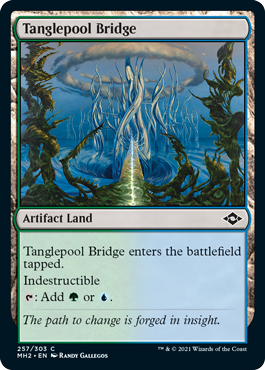 Tanglepool Bridge
Artifact Land
Tanglepool Bridge enters the battlefield
tapped.
Indestructible
: Add or .
The path to change is forged in insight.
257/303 C
MH2 • EN RANDY GALLEGOS
™ & © 2021 Wizards of the Coast